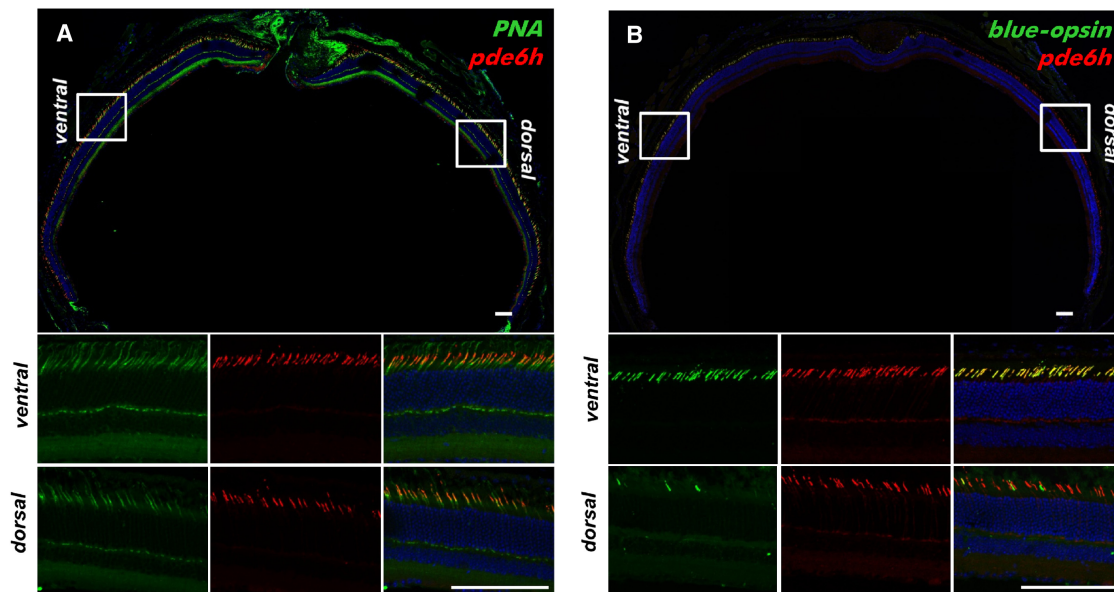 A
PNA
pde6h
ventral
dorsal
ventral
dorsal
B
blue-opsin
pde6h
ventral
dorsal
ventral
dorsal